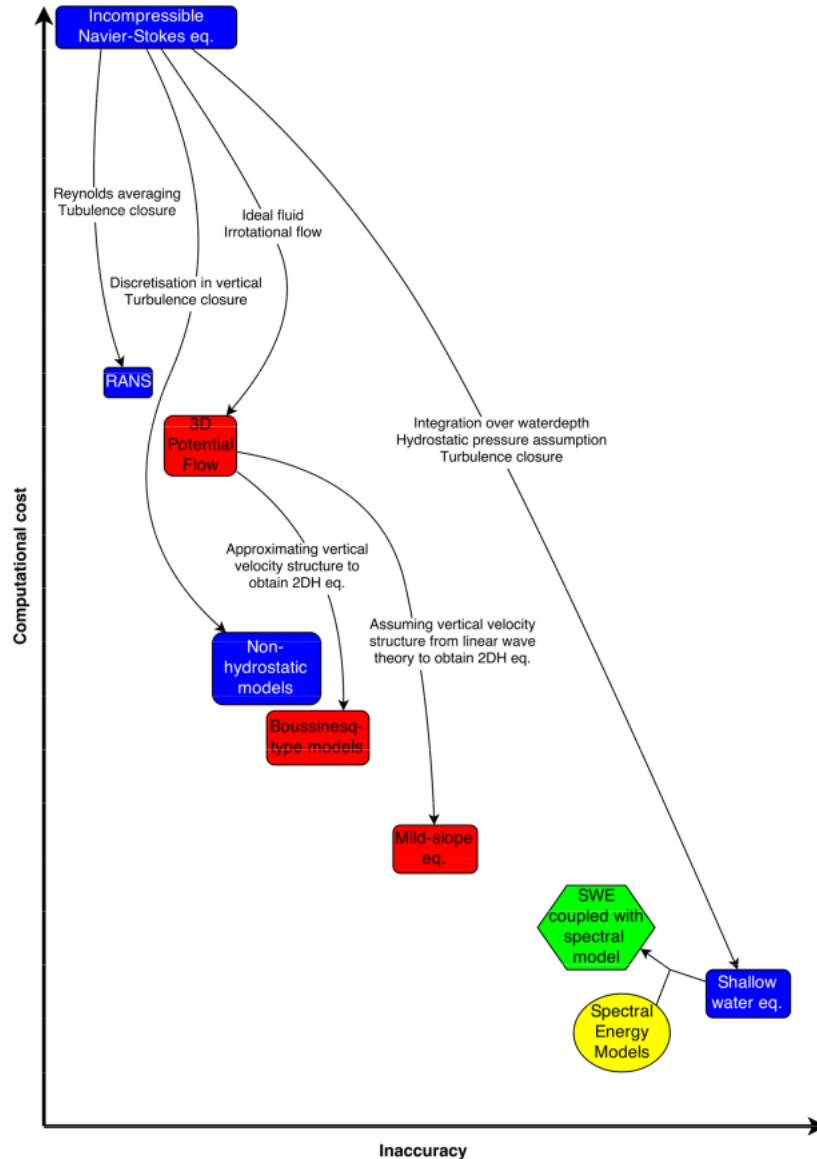 Incompressible
Navier-Stokes eq.
Reynolds averaging
Tubulence closure
Ideal fluid
Irrotational flow
Discretisation in vertical
Turbulence closure
RANS
3D
Potential
Flow
Integration over waterdepth
Hydrostatic pressure assumption
Turbulence closure
Approximating vertical
velocity structure to
obtain 2DH eq.
Assuming vertical velocity
structure from linear wave
theory to obtain 2DH eq.
Non-
hydrostatic
models
Boussinesq-
type models
Mild-slope
eq.
SWE
coupled with
spectral
model
Shallow
water eq.
Spectral
Energy
Models
Computational cost
Inaccuracy